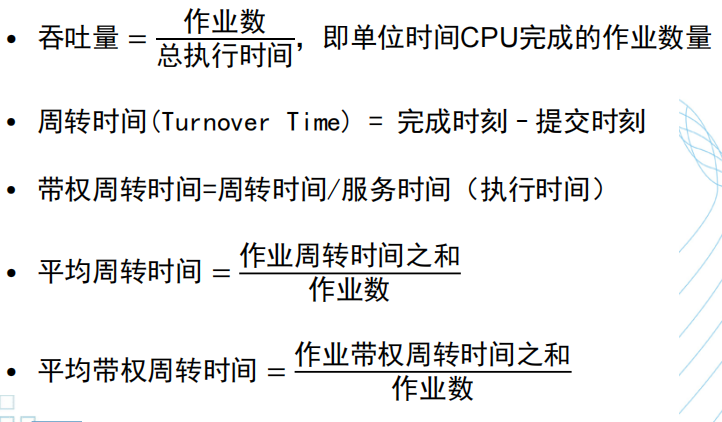 • 吞吐量 = 作业数/总执行时间，即单位时间CPU完成的作业数量
• 周转时间(Turnover Time) = 完成时刻-提交时刻
• 带权周转时间=周转时间/服务时间（执行时间）
• 平均周转时间 = 作业周转时间之和/作业数
• 平均带权周转时间 = 作业带权周转时间之和/作业数